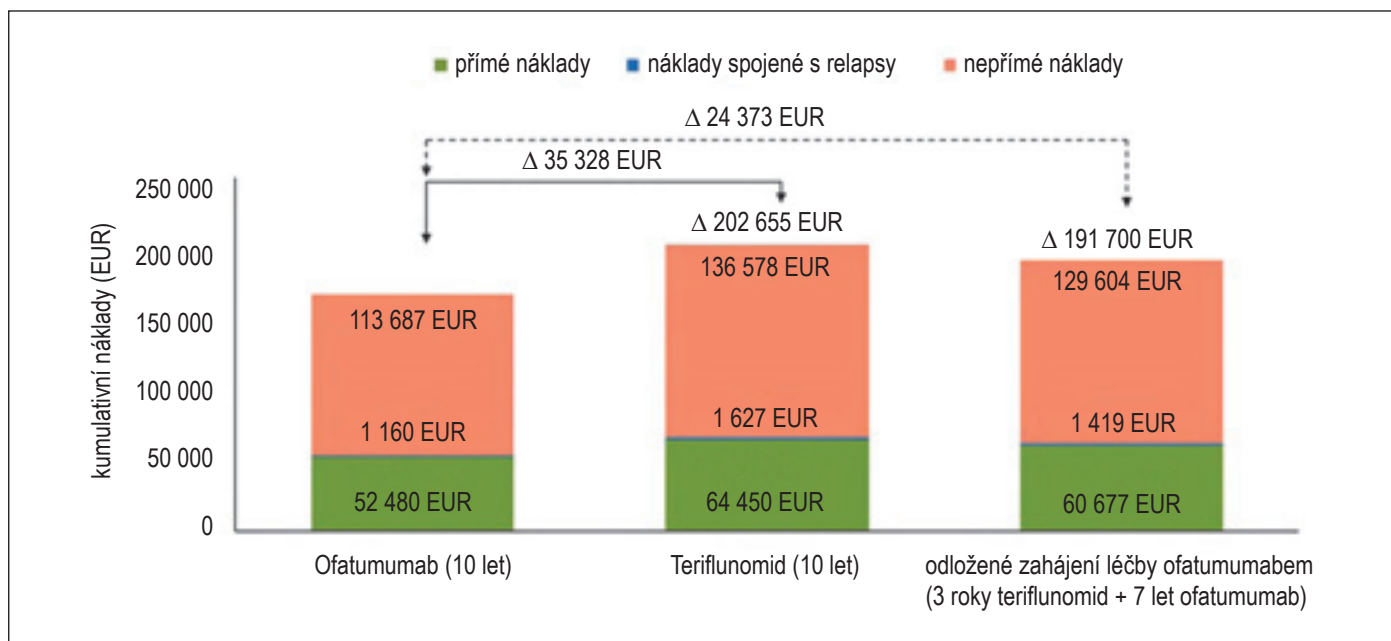 přímé náklady náklady spojené s relapsy nepřímé náklady
∆ 24 373 EUR
∆ 35 328 EUR
kumulativní náklady (EUR)
250 000
200 000
150 000
100 000
50 000
0
113 687 EUR
1 160 EUR
52 480 EUR
∆ 202 655 EUR
136 578 EUR
1 627 EUR
64 450 EUR
∆ 191 700 EUR
129 604 EUR
1 419 EUR
60 677 EUR
Ofatumumab (10 let)
Teriflunomid (10 let)
odložené zahájení léčby ofatumumabem
(3 roky teriflunomid + 7 let ofatumumab)